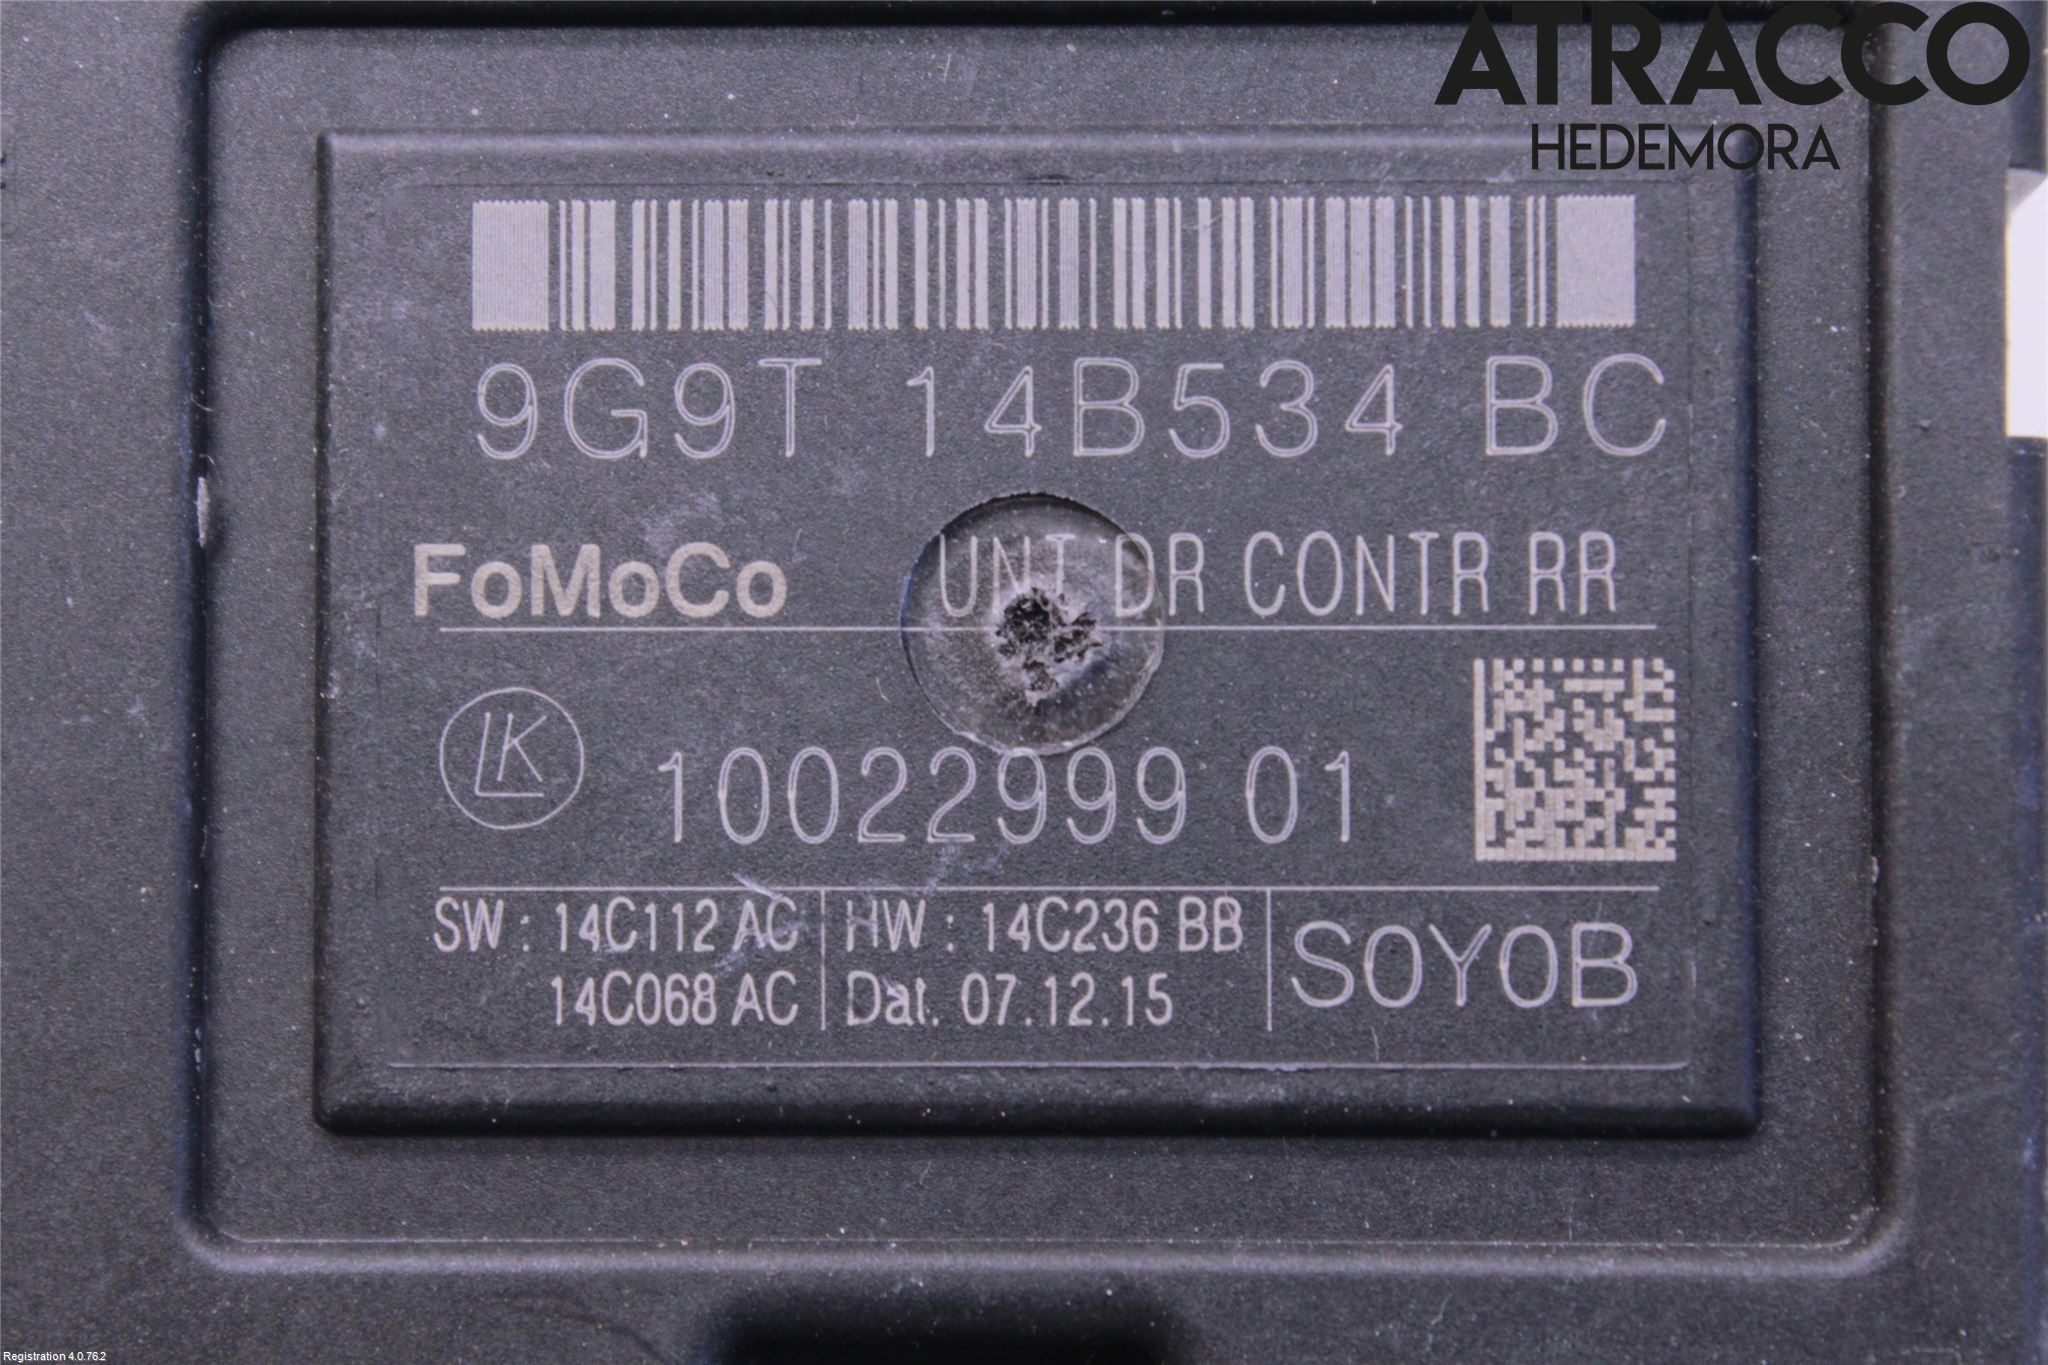 ATRACCO
HEDEMORA
9G9T 14B534 BC
FoMoCo UNT DR CONTR RR
LK 10022999 01
SW : 14C112 AC HW : 14C236 BB
14C068 AC Dat. 07.12.15
S0Y0B
Registration 4.0.76.2